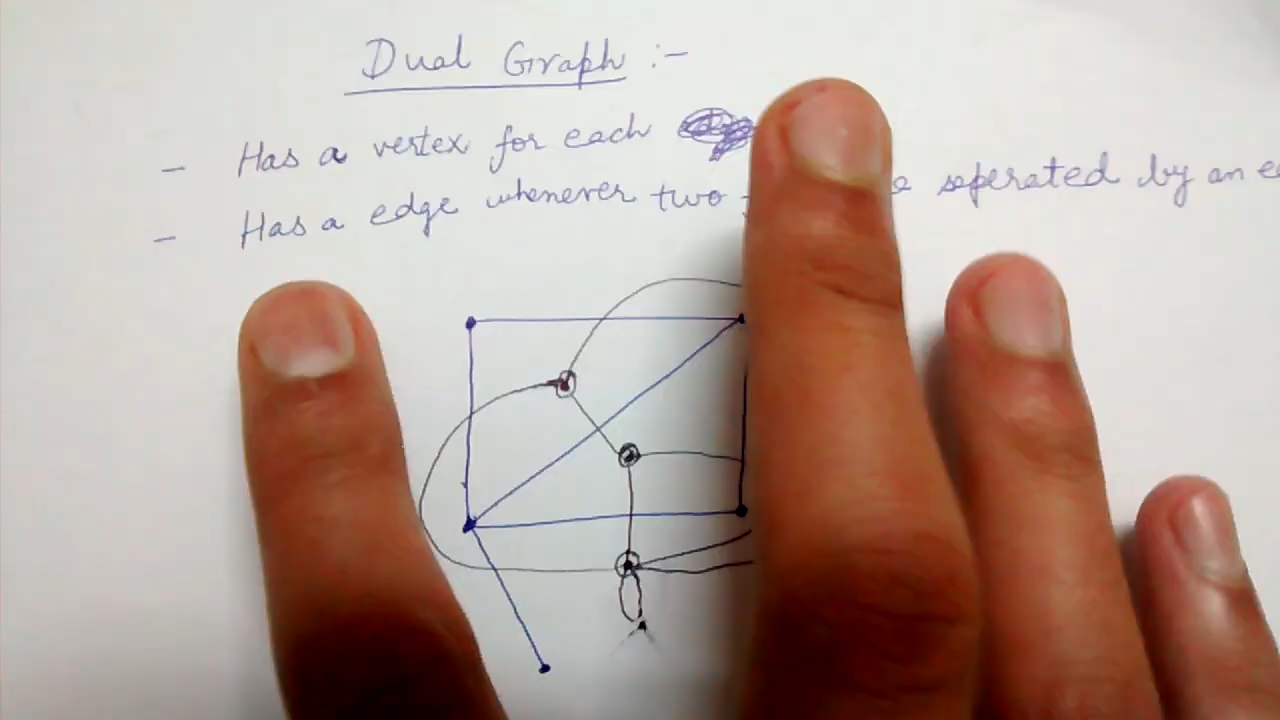 Dual Graph :-
- Has a vertex for each
- Has a edge whenever two seperated by an